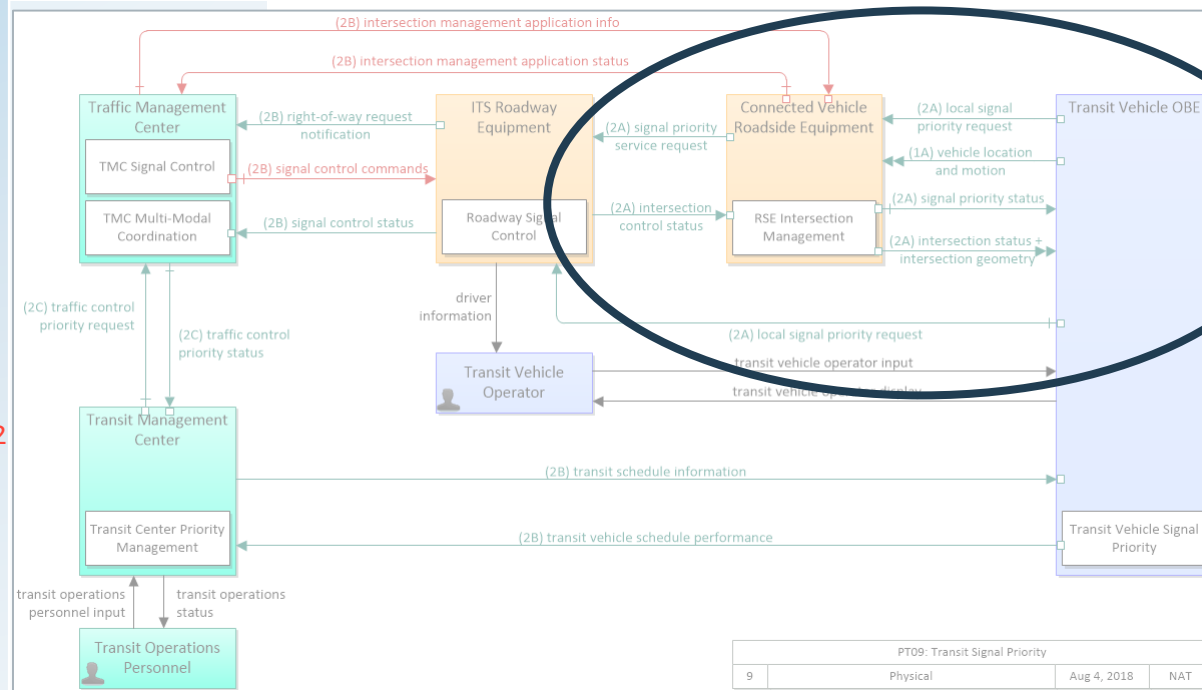 (2B) intersection management application info
(2B) intersection management application status
Traffic Management
Center
TMC Signal Control
TMC Multi-Modal
Coordination
(2B) right-of-way request
notification
(2B) signal control commands
(2B) signal control status
ITS Roadway
Equipment
Roadway Signal
Control
(2A) signal priority
service request
(2A) intersection
control status
Connected Vehicle
Roadside Equipment
RSE Intersection
Management
(2A) local signal
priority request
(1A) vehicle location
and motion
(2A) signal priority status
(2A) intersection status +
intersection geometry
Transit Vehicle OBE
(2C) traffic control
priority request
(2C) traffic control
priority status
driver
information
(2A) local signal priority request
Transit Vehicle
Operator
transit vehicle operator input
transit vehicle operator display
2
Transit Management
Center
Transit Center Priority
Management
(2B) transit schedule information
(2B) transit vehicle schedule performance
Transit Vehicle Signal
Priority
transit operations
personnel input
transit operations
status
Transit Operations
Personnel
PT09: Transit Signal Priority
9 Physical Aug 4, 2018 NAT